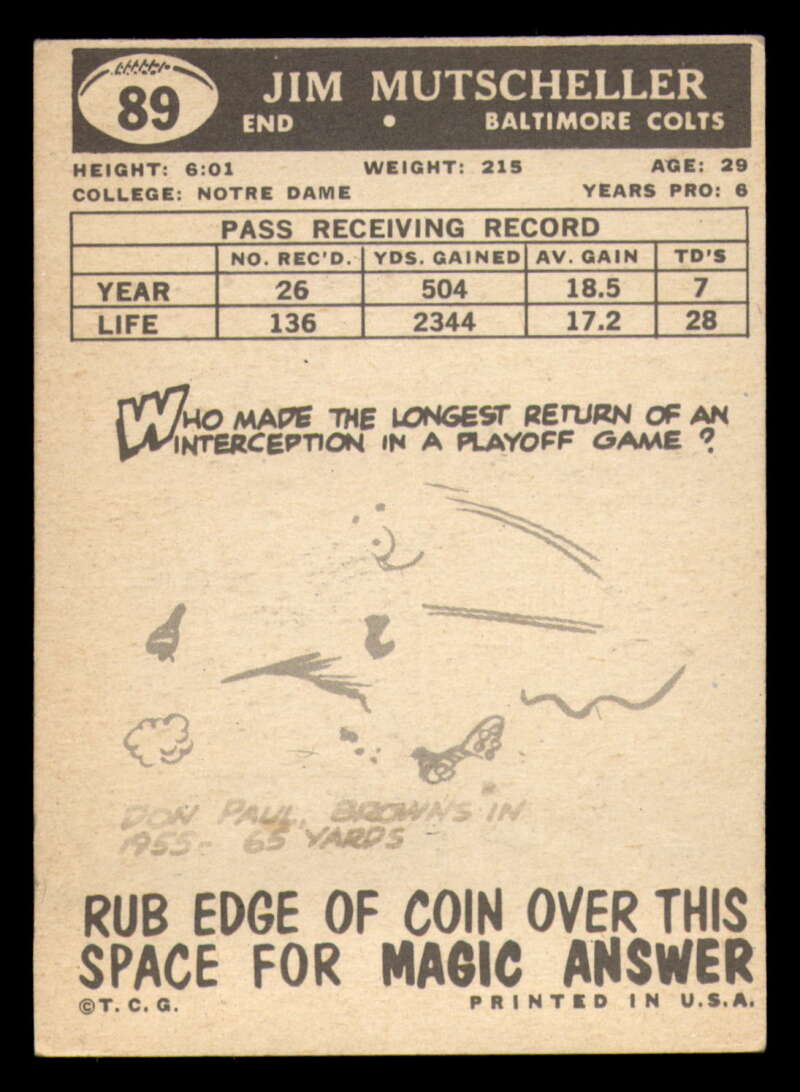 89
JIM MUTSCHELLER
END • BALTIMORE COLTS
HEIGHT: 6:01 WEIGHT: 215 AGE: 29
COLLEGE: NOTRE DAME YEARS PRO: 6
PASS RECEIVING RECORD
NO. REC'D. YDS. GAINED AV. GAIN TD'S
YEAR 26 504 18.5 7
LIFE 136 2344 17.2 28
WHO MADE THE LONGEST RETURN OF AN
INTERCEPTION IN A PLAYOFF GAME?
DON PAUL, BROWNS IN
1955- 65 YARDS
RUB EDGE OF COIN OVER THIS
SPACE FOR MAGIC ANSWER
©T.C.G. PRINTED IN U.S.A.